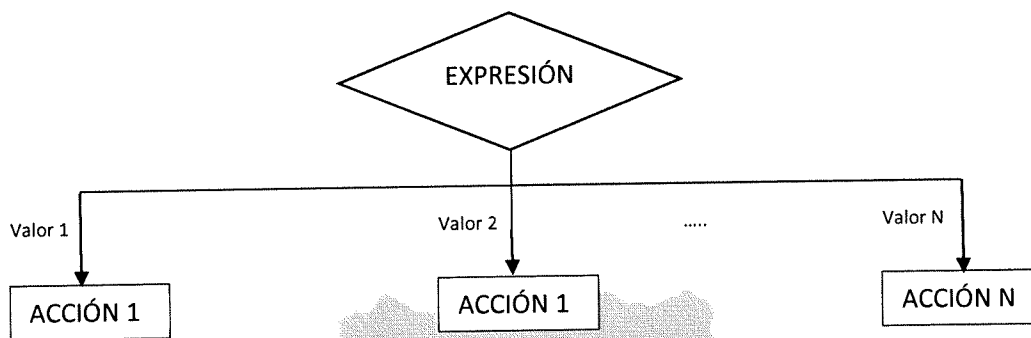 EXPRESIÓN
Valor 1
Valor 2
.....
Valor N
ACCIÓN 1
ACCIÓN 1
ACCIÓN N